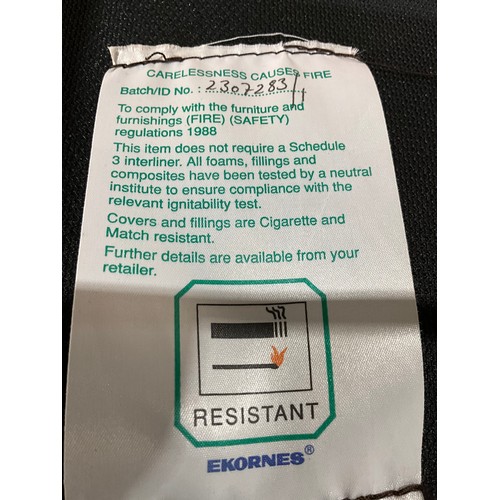 CARELESSNESS CAUSES FIRE
Batch/ID No. : 2307283/1
To comply with the furniture and
furnishings (FIRE) (SAFETY)
regulations 1988
This item does not require a Schedule
3 interliner. All foams, fillings and
composites have been tested by a neutral
institute to ensure compliance with the
relevant ignitability test.
Covers and fillings are Cigarette and
Match resistant.
Further details are available from your
retailer.
RESISTANT
EKORNES®